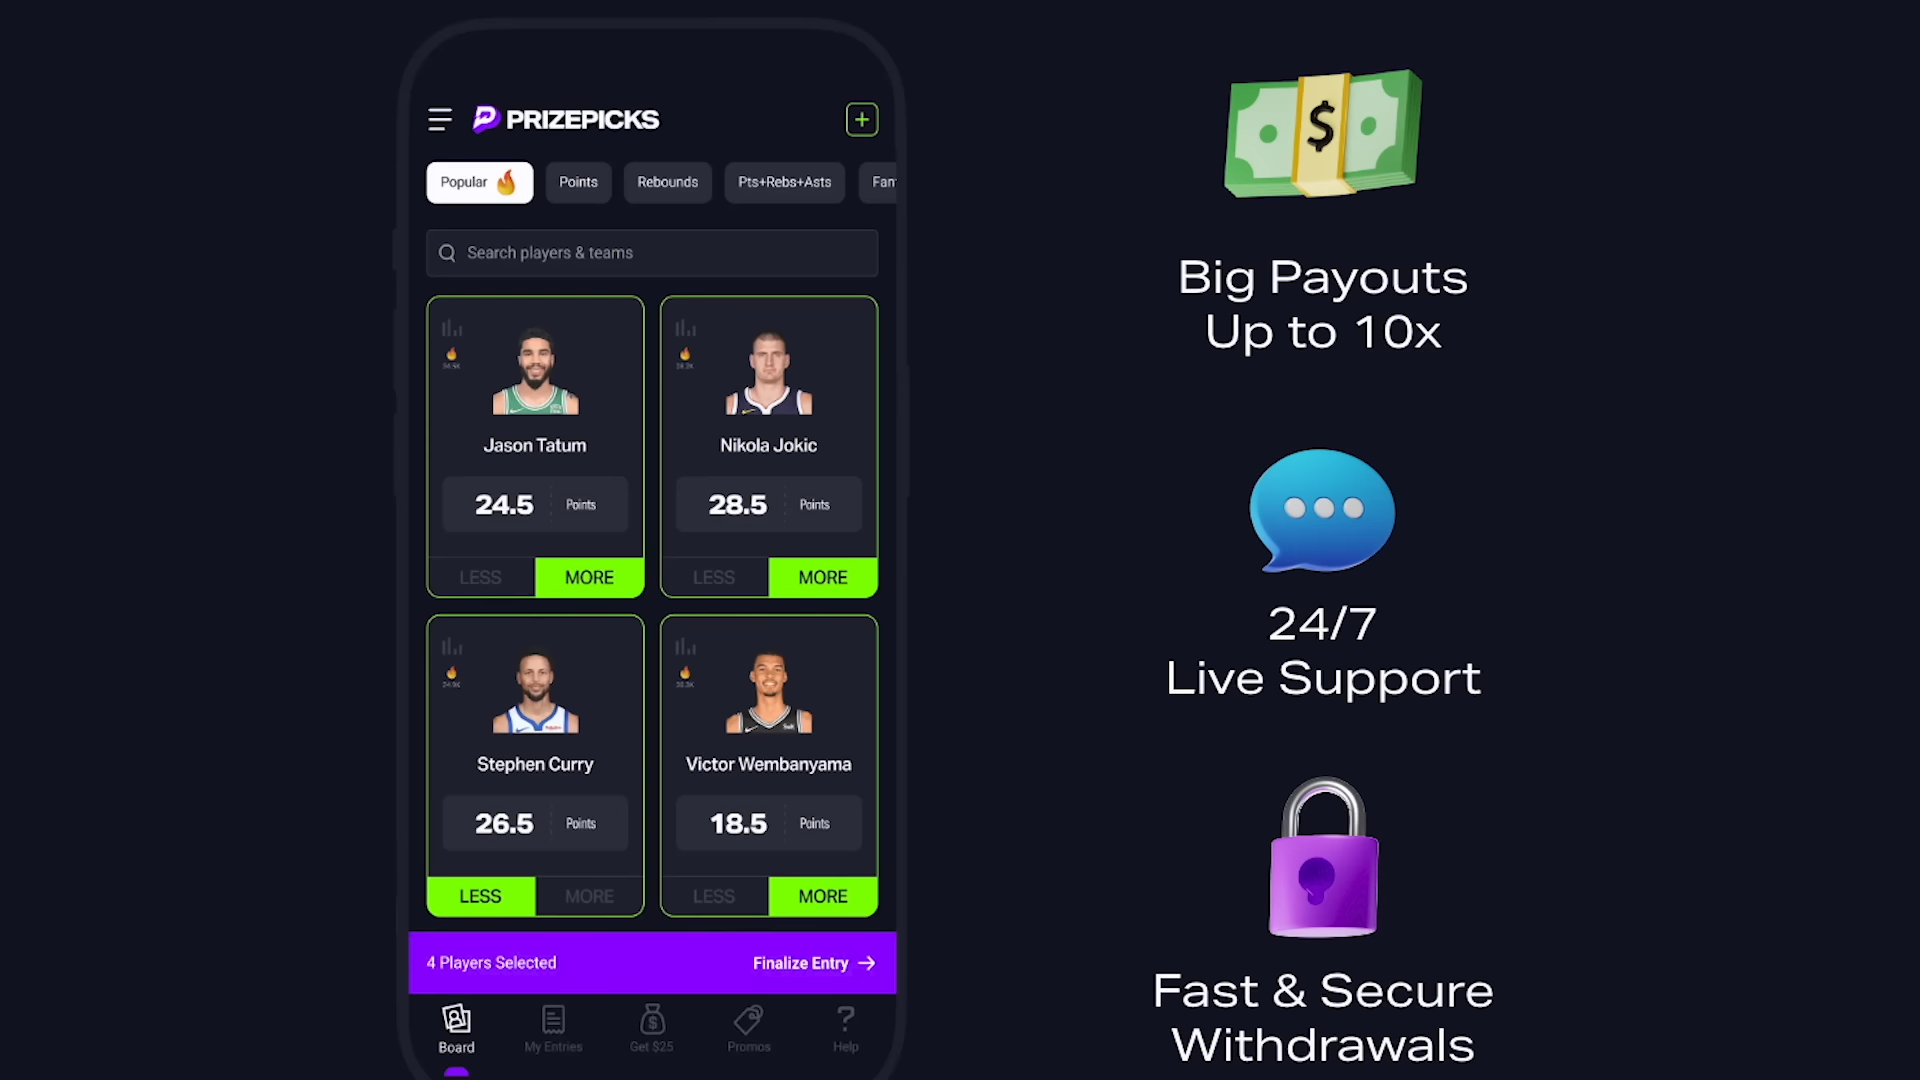 PRIZEPICKS
Popular
Points
Rebounds
Pts+Rebs+Asts
Fan
Search players & teams
Jason Tatum
24.5 Points
LESS MORE
Nikola Jokic
28.5 Points
LESS MORE
Stephen Curry
26.5 Points
LESS MORE
Victor Wembanyama
18.5 Points
LESS MORE
4 Players Selected
Finalize Entry
Board
My Entries
Get $25
Promos
Help
Big Payouts
Up to 10x
24/7
Live Support
Fast & Secure
Withdrawals